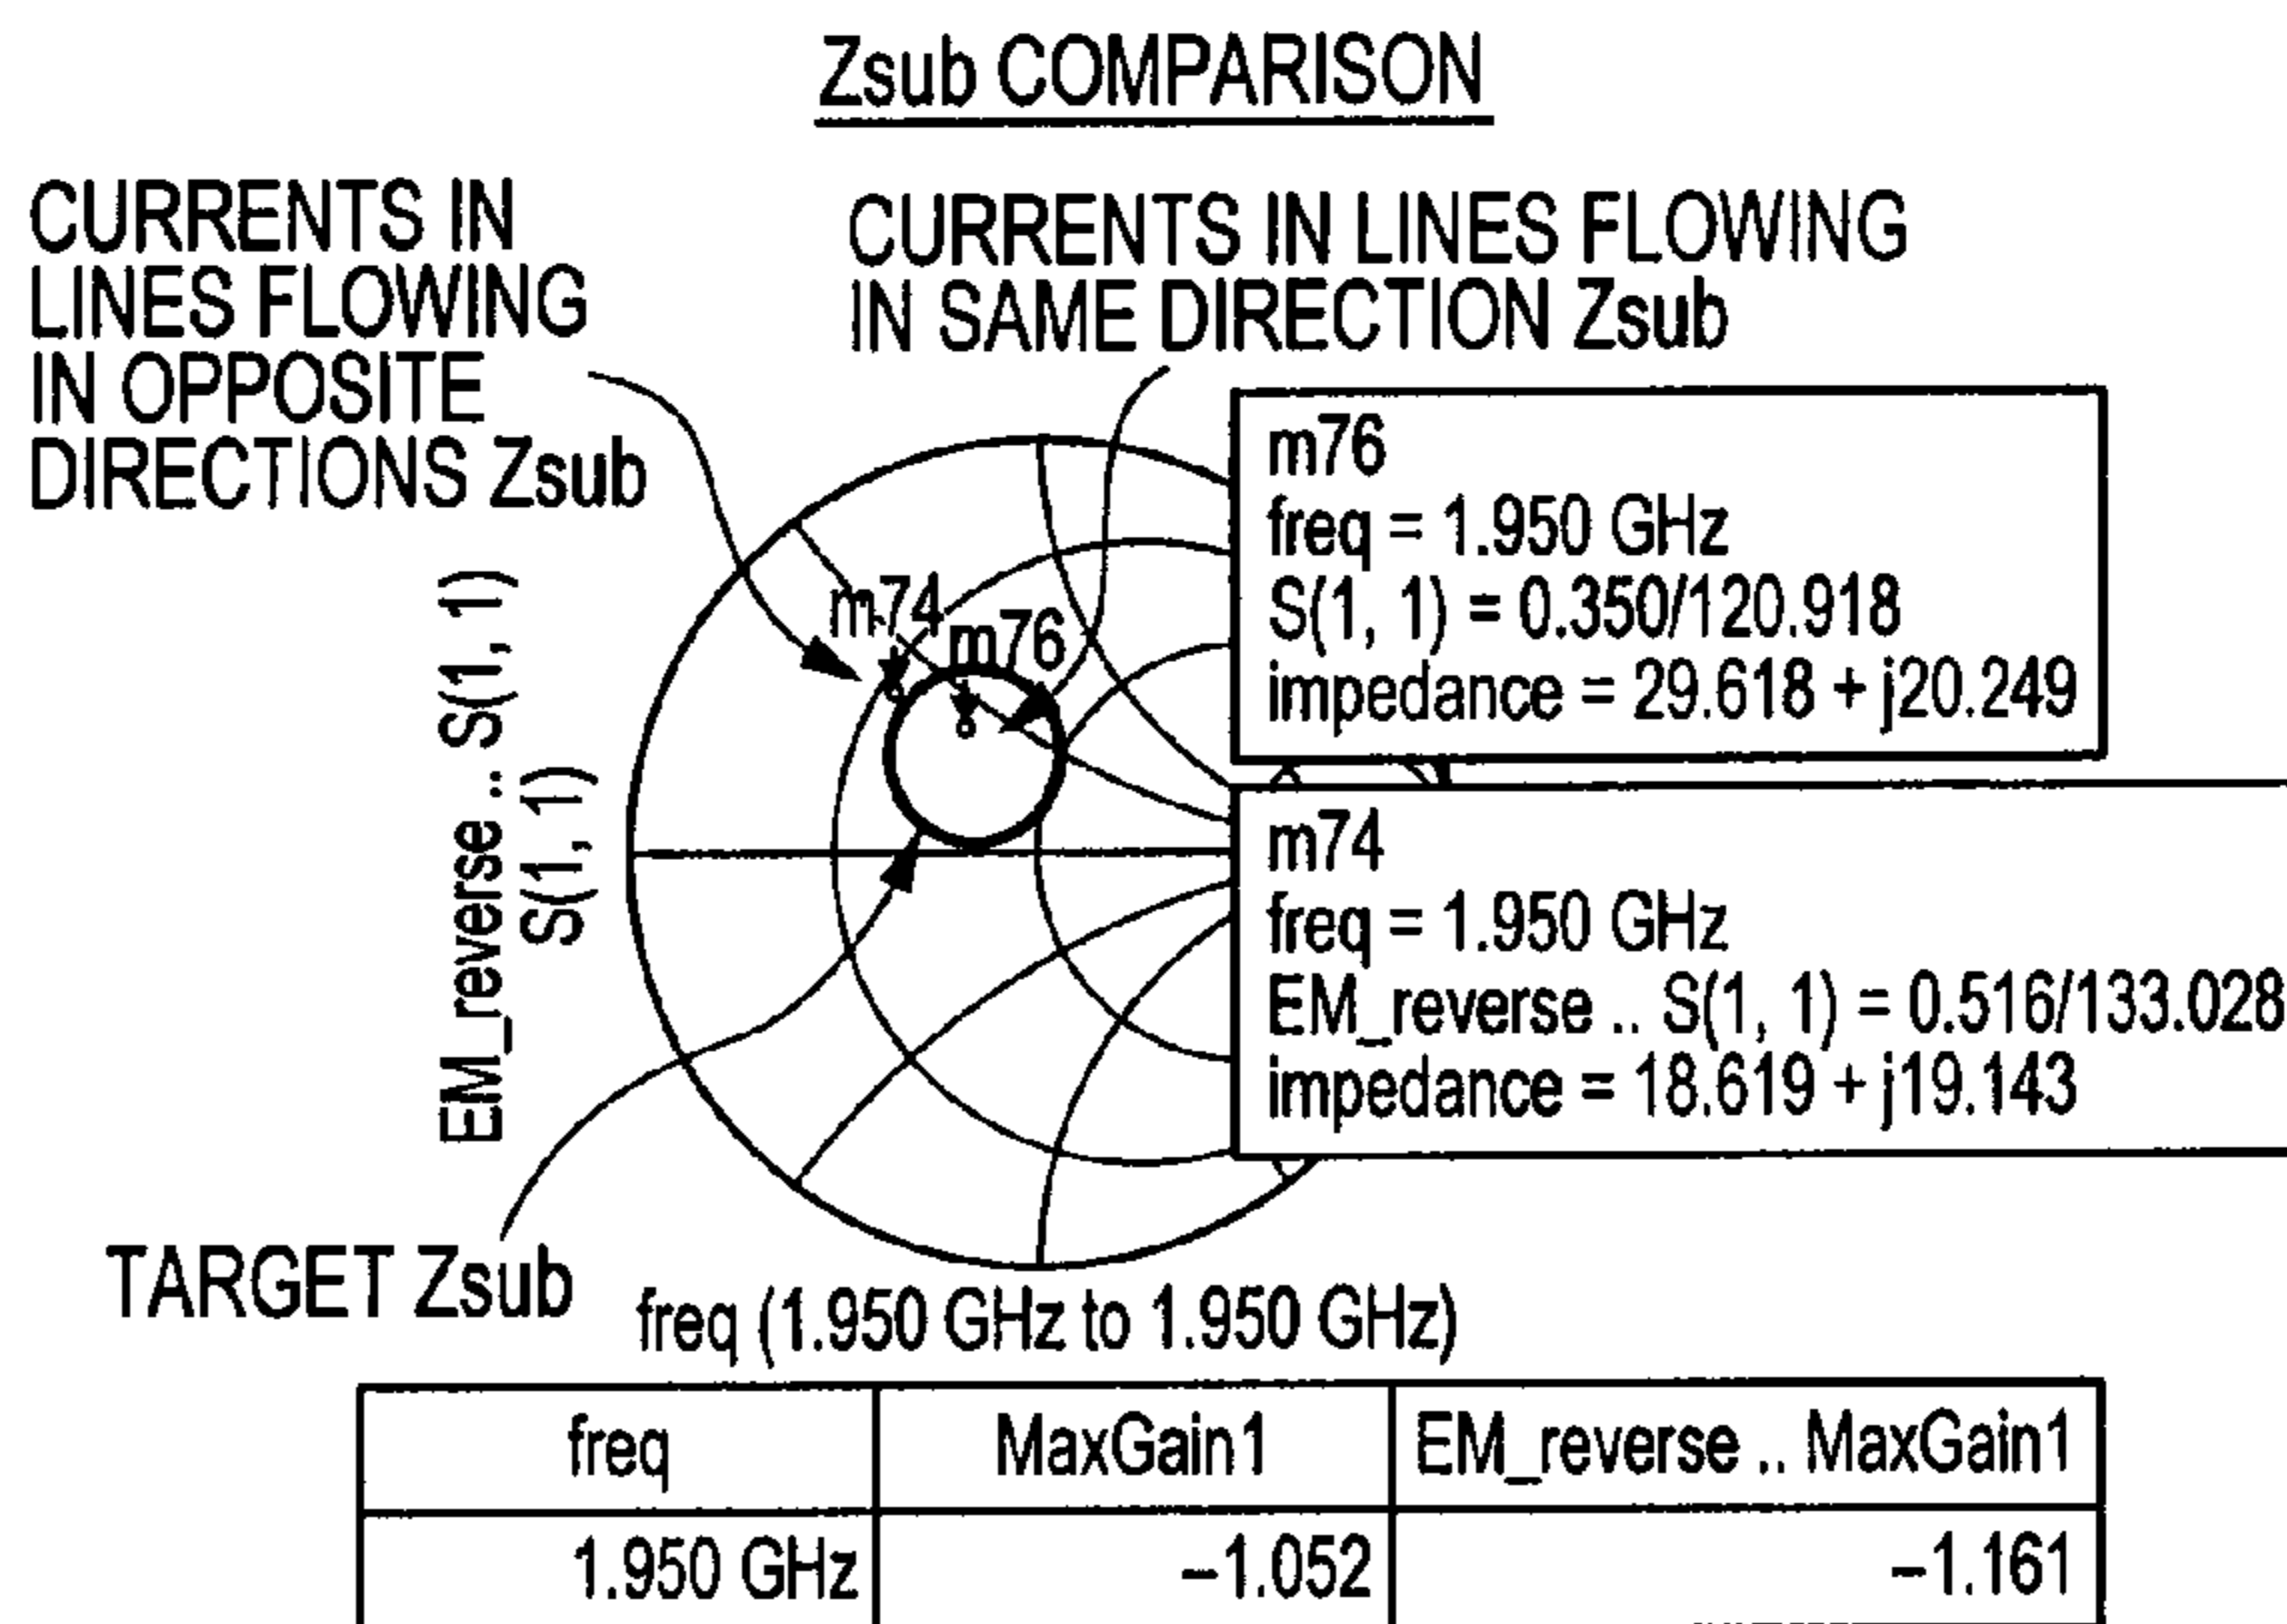 Zsub COMPARISON
CURRENTS IN
LINES FLOWING
IN OPPOSITE
DIRECTIONS Zsub
CURRENTS IN LINES FLOWING
IN SAME DIRECTION Zsub
m76
freq = 1.950 GHz
S(1, 1) = 0.350/120.918
impedance = 29.618 + j20.249
m74
m76
EM_reverse .. S(1, 1)
S(1, 1)
m74
freq = 1.950 GHz
EM_reverse .. S(1, 1) = 0.516/133.028
impedance = 18.619 + j19.143
TARGET Zsub
freq (1.950 GHz to 1.950 GHz)
freq MaxGain1 EM_reverse .. MaxGain1
1.950 GHz –1.052 –1.161